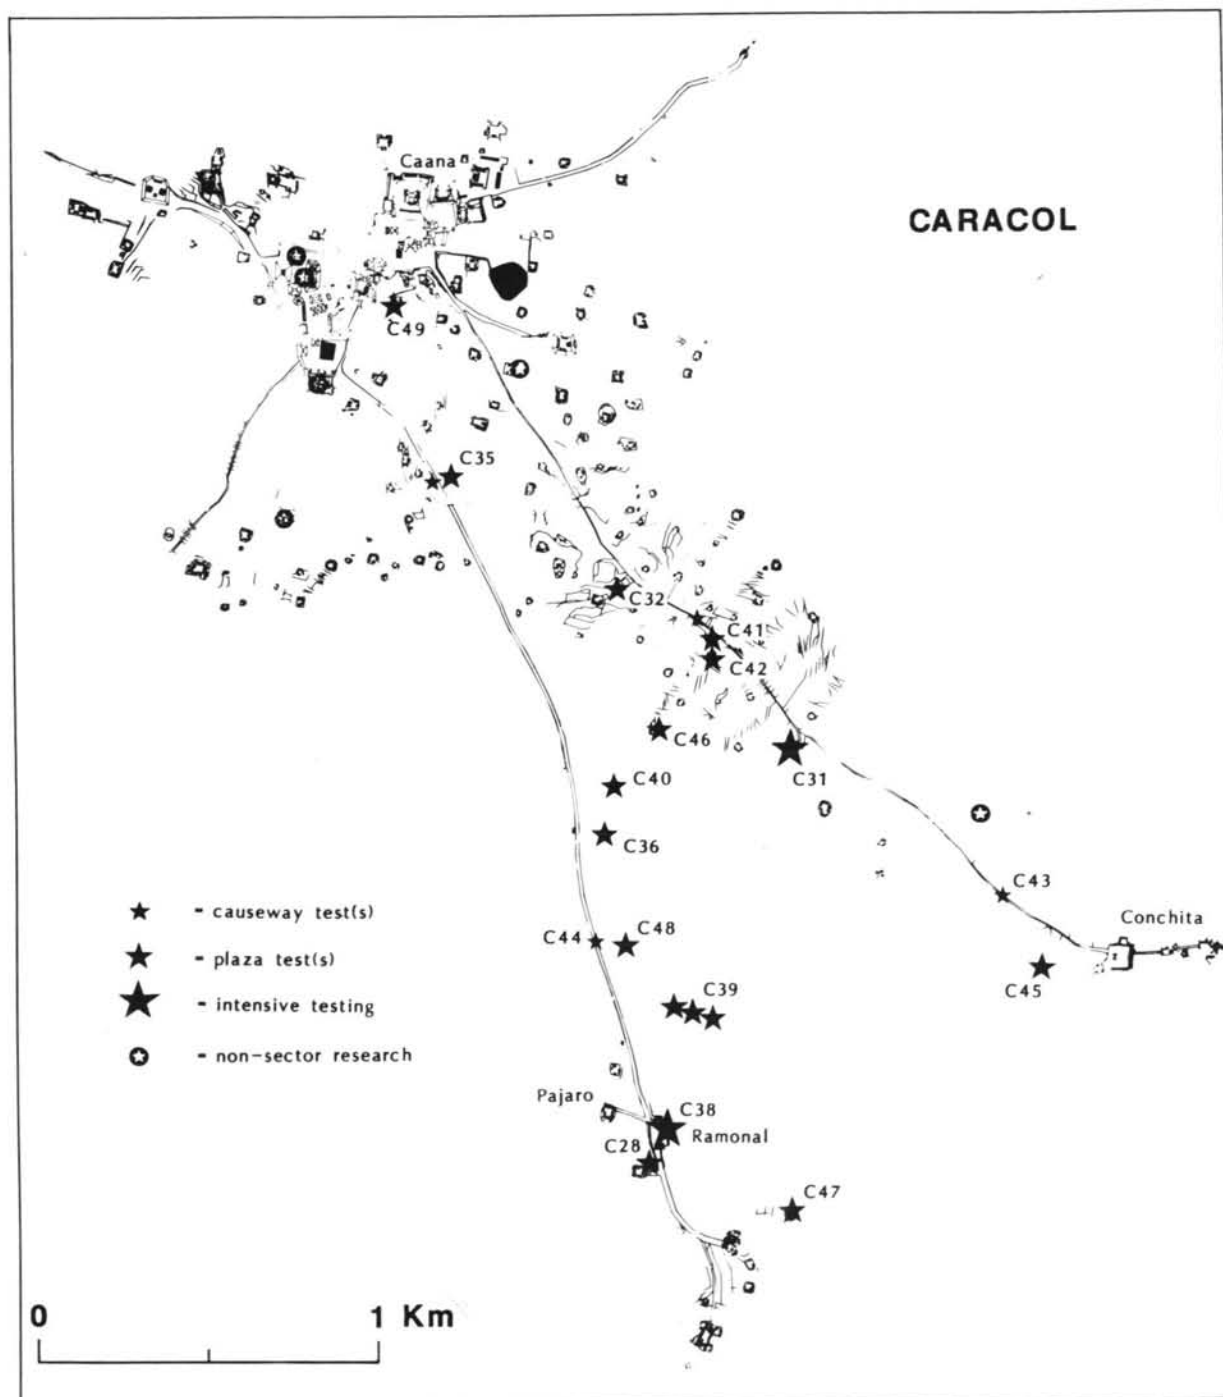 Caana
CARACOL
C49
C35
C32
C41
C42
C46
C31
C40
C36
C43
- causeway test(s)
C44
C48
Conchita
- plaza test(s)
C45
- intensive testing
C39
- non-sector research
Pajaro
C38
Ramonal
C28
C47
0
1 Km